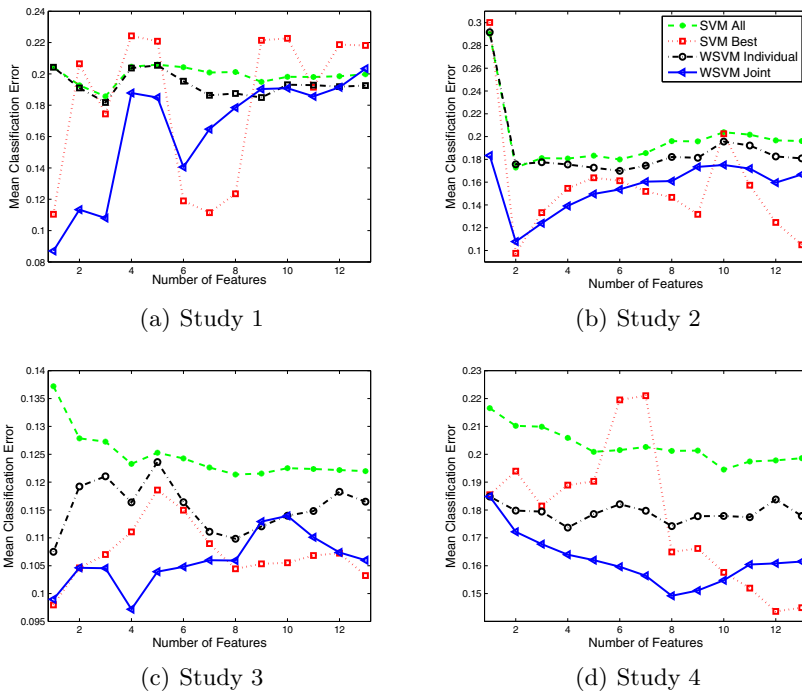 0.24
0.22
0.2
0.18
0.16
0.14
0.12
0.1
0.08
Mean Classification Error
2 4 6 8 10 12
Number of Features
(a) Study 1
0.3
0.28
0.26
0.24
0.22
0.2
0.18
0.16
0.14
0.12
0.1
Mean Classification Error
2 4 6 8 10 12
Number of Features
SVM All
SVM Best
WSVM Individual
WSVM Joint
(b) Study 2
0.14
0.135
0.13
0.125
0.12
0.115
0.11
0.105
0.1
0.095
Mean Classification Error
2 4 6 8 10 12
Number of Features
(c) Study 3
0.23
0.22
0.21
0.2
0.19
0.18
0.17
0.16
0.15
Mean Classification Error
2 4 6 8 10 12
Number of Features
(d) Study 4